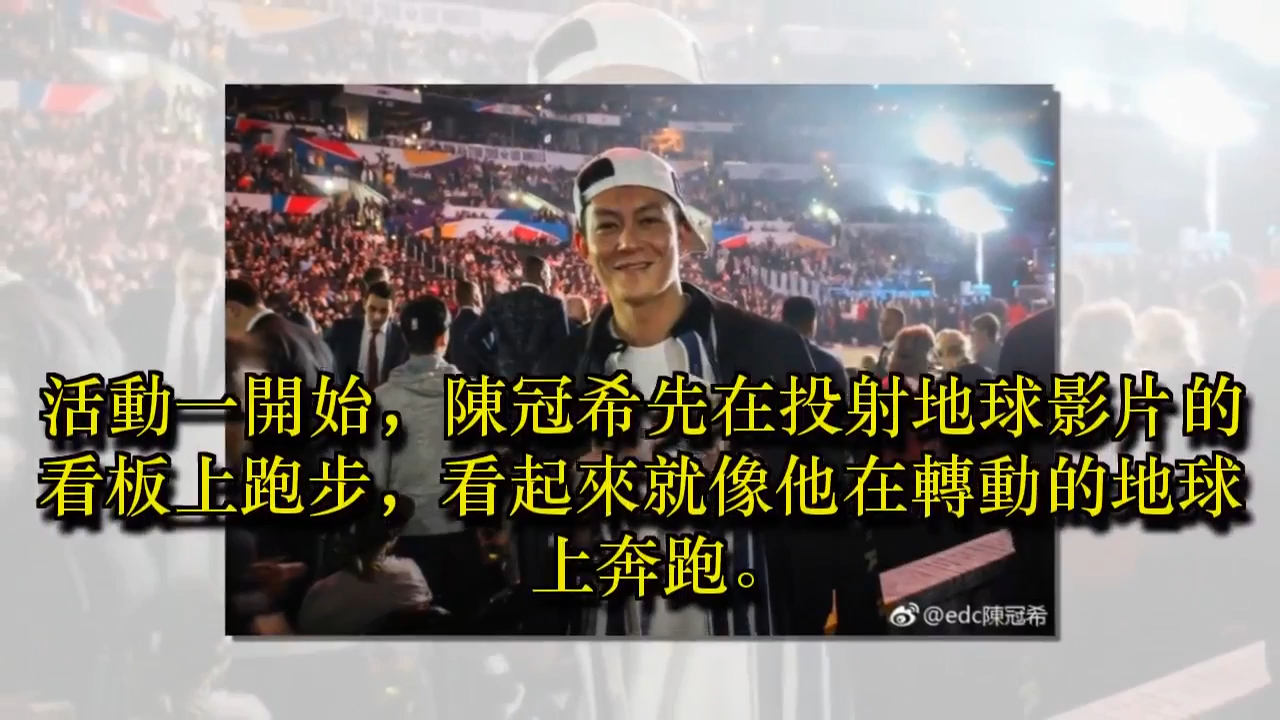 活動一開始，陳冠希先在投射地球影片的
看板上跑步，看起來就像他在轉動的地球
上奔跑。
@edc陳冠希